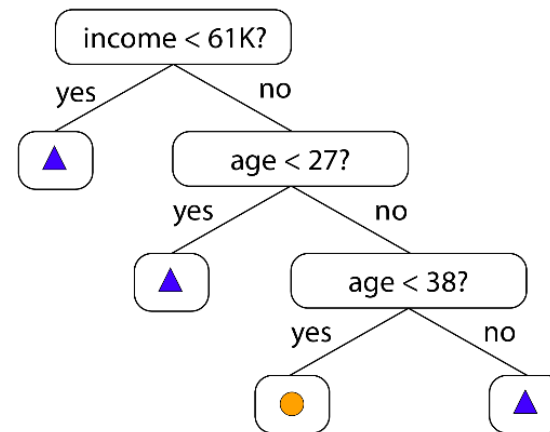 income < 61K?
yes
no
age < 27?
yes
no
age < 38?
yes
no